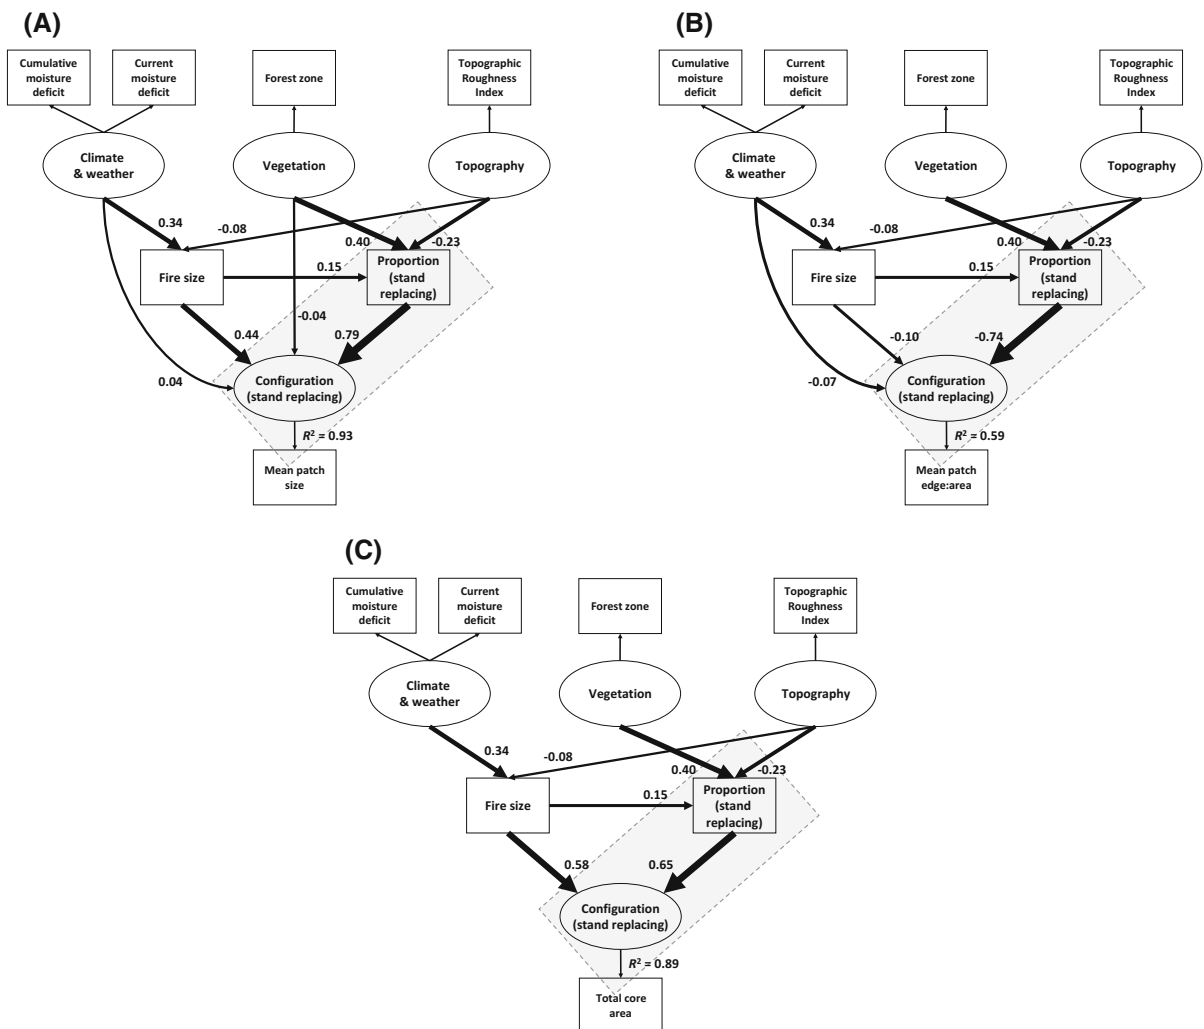 (A)
Cumulative
moisture
deficit
Current
moisture
deficit
Forest zone
Topographic
Roughness
Index
Climate
& weather
Vegetation
Topography
0.34
-0.08
0.40
-0.23
Fire size
0.15
Proportion
(stand
replacing)
-0.04
0.44
0.79
0.04
Configuration
(stand replacing)
R² = 0.93
Mean patch
size
(B)
Cumulative
moisture
deficit
Current
moisture
deficit
Forest zone
Topographic
Roughness
Index
Climate
& weather
Vegetation
Topography
0.34
-0.08
0.40
-0.23
Fire size
0.15
Proportion
(stand
replacing)
-0.10
-0.74
-0.07
Configuration
(stand replacing)
R² = 0.59
Mean patch
edge:area
(C)
Cumulative
moisture
deficit
Current
moisture
deficit
Forest zone
Topographic
Roughness
Index
Climate
& weather
Vegetation
Topography
0.34
-0.08
0.40
-0.23
Fire size
0.15
Proportion
(stand
replacing)
0.58
0.65
Configuration
(stand replacing)
R² = 0.89
Total core
area